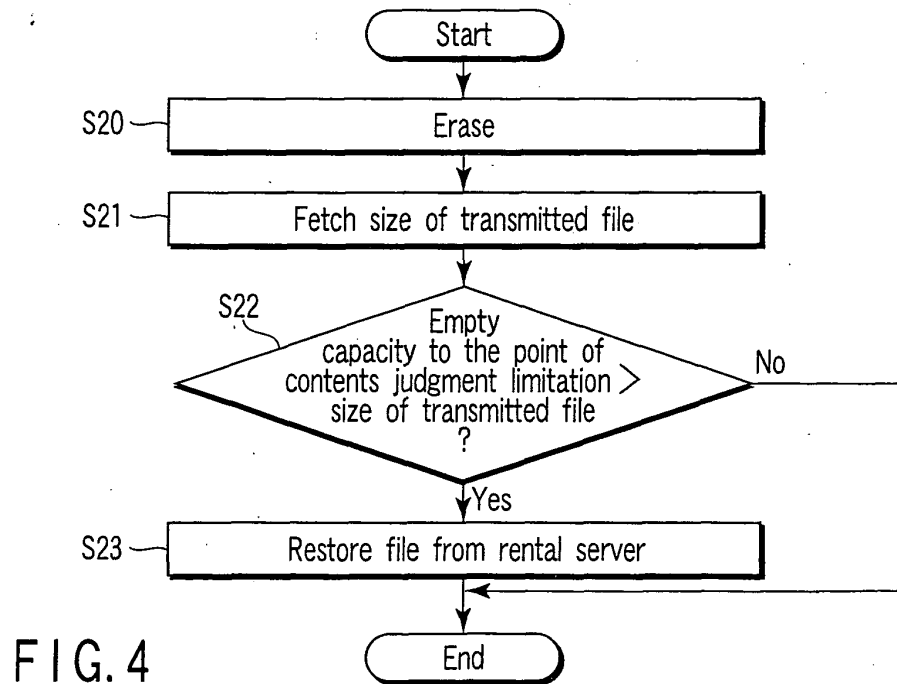 Start
S20
Erase
S21
Fetch size of transmitted file
S22
Empty
capacity to the point of
contents judgment limitation >
size of transmitted file
?
No
Yes
S23
Restore file from rental server
End
FIG. 4